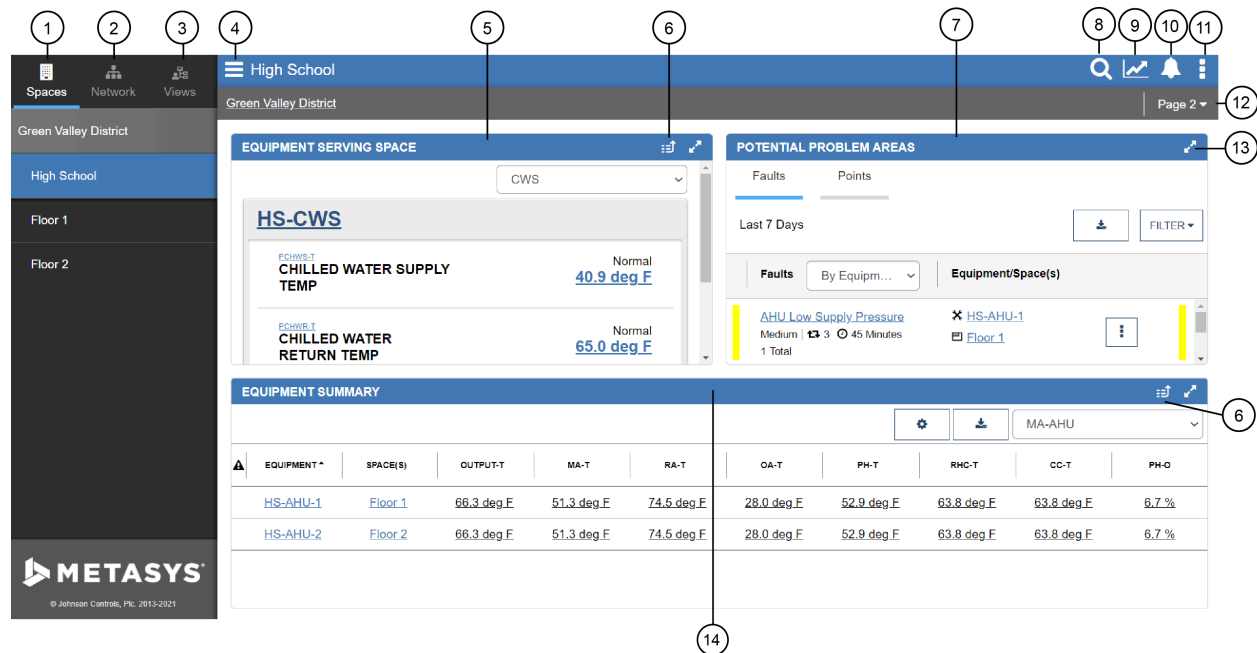 1 2 3 4 5 6 7 8 9 10 11
Spaces Network Views
High School
Green Valley District
Page 2
12
Green Valley District
High School
Floor 1
Floor 2
EQUIPMENT SERVING SPACE
CWS
HS-CWS
PCHWS-T
CHILLED WATER SUPPLY
TEMP
Normal
40.9 deg F
PCHWR-T
CHILLED WATER
RETURN TEMP
Normal
65.0 deg F
POTENTIAL PROBLEM AREAS
13
Faults Points
Last 7 Days
FILTER
Faults By Equipm... Equipment/Space(s)
AHU Low Supply Pressure
Medium 3 45 Minutes
1 Total
HS-AHU-1
Floor 1
EQUIPMENT SUMMARY
6
MA-AHU
EQUIPMENT SPACE(S) OUTPUT-T MA-T RA-T OA-T PH-T RHC-T CC-T PH-O
HS-AHU-1 Floor 1 66.3 deg F 51.3 deg F 74.5 deg F 28.0 deg F 52.9 deg F 63.8 deg F 63.8 deg F 6.7 %
HS-AHU-2 Floor 2 66.3 deg F 51.3 deg F 74.5 deg F 28.0 deg F 52.9 deg F 63.8 deg F 63.8 deg F 6.7 %
METASYS
© Johnson Controls, Plc. 2013-2021
14